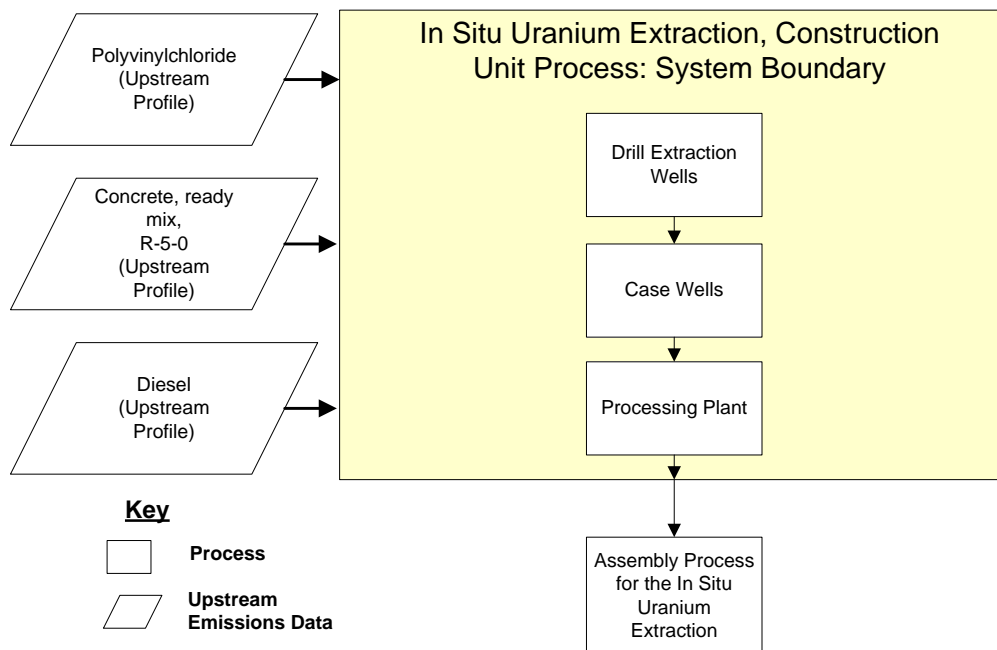 Polyvinylchloride
(Upstream
Profile)
In Situ Uranium Extraction, Construction
Unit Process: System Boundary
Drill Extraction
Wells
Concrete, ready
mix,
R-5-0
(Upstream
Profile)
Case Wells
Diesel
(Upstream
Profile)
Processing Plant
Key
Process
Upstream
Emissions Data
Assembly Process
for the In Situ
Uranium
Extraction